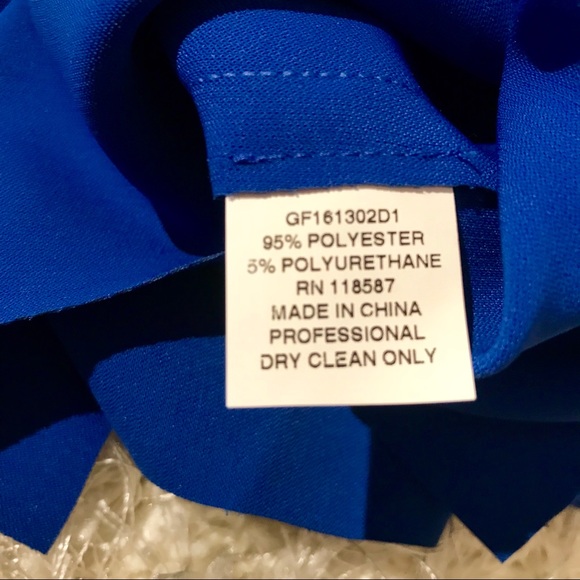 GF161302D1
95% POLYESTER
5% POLYURETHANE
RN 118587
MADE IN CHINA
PROFESSIONAL
DRY CLEAN ONLY